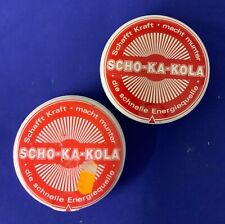 Schafft Kraft · macht munter
SCHO-KA-KOLA
die schnelle Energiequelle
Schafft Kraft · macht munter
SCHO-KA-KOLA
die schnelle Energiequelle